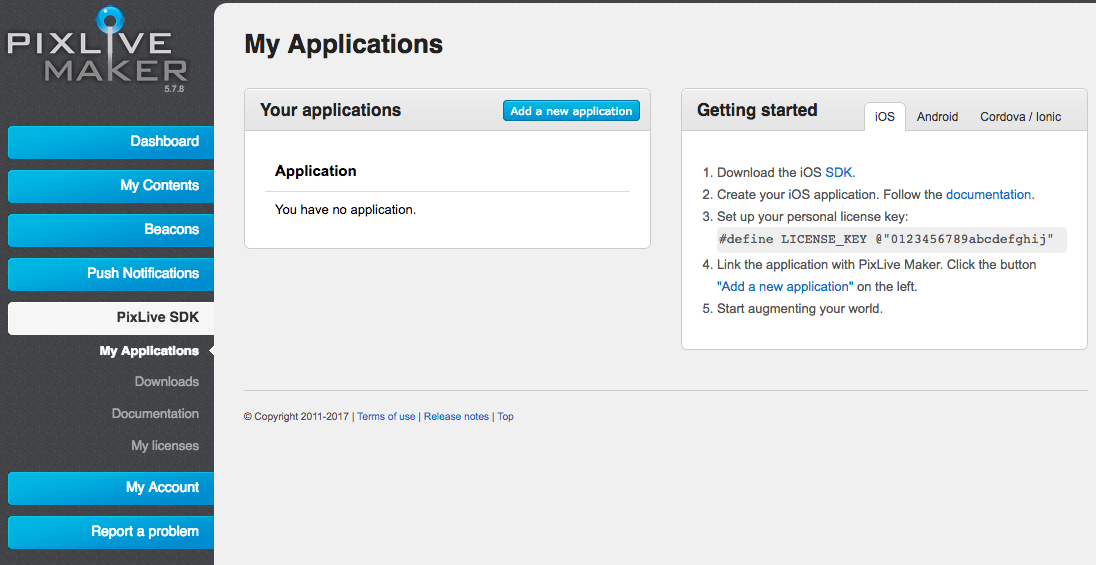 PIXLIVE
MAKER
5.7.8
Dashboard
My Contents
Beacons
Push Notifications
PixLive SDK
My Applications
Downloads
Documentation
My licenses
My Account
Report a problem
My Applications
Your applications
Add a new application
Application
You have no application.
Getting started
iOS
Android
Cordova / Ionic
1. Download the iOS SDK.
2. Create your iOS application. Follow the documentation.
3. Set up your personal license key:
#define LICENSE_KEY @"0123456789abcdefghij"
4. Link the application with PixLive Maker. Click the button
"Add a new application" on the left.
5. Start augmenting your world.
© Copyright 2011-2017 | Terms of use | Release notes | Top